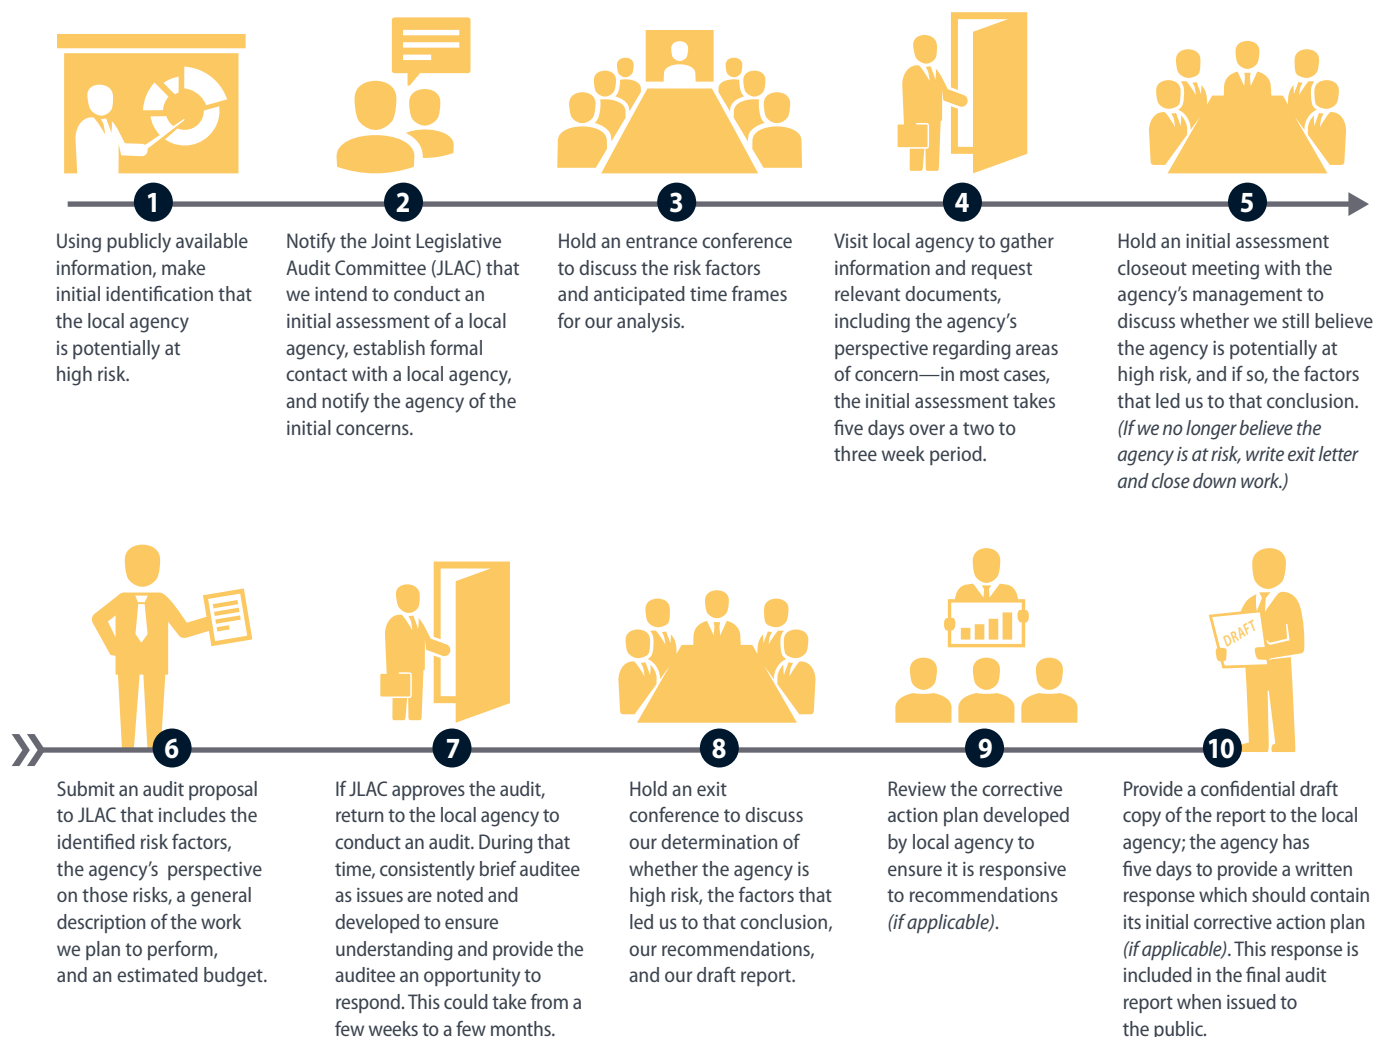 1
Using publicly available
information, make
initial identification that
the local agency
is potentially at
high risk.
2
Notify the Joint Legislative
Audit Committee (JLAC) that
we intend to conduct an
initial assessment of a local
agency, establish formal
contact with a local agency,
and notify the agency of the
initial concerns.
3
Hold an entrance conference
to discuss the risk factors
and anticipated time frames
for our analysis.
4
Visit local agency to gather
information and request
relevant documents,
including the agency’s
perspective regarding areas
of concern—in most cases,
the initial assessment takes
five days over a two to
three week period.
5
Hold an initial assessment
closeout meeting with the
agency’s management to
discuss whether we still believe
the agency is potentially at
high risk, and if so, the factors
that led us to that conclusion.
(If we no longer believe the
agency is at risk, write exit letter
and close down work.)
6
Submit an audit proposal
to JLAC that includes the
identified risk factors,
the agency’s perspective
on those risks, a general
description of the work
we plan to perform,
and an estimated budget.
7
If JLAC approves the audit,
return to the local agency to
conduct an audit. During that
time, consistently brief auditee
as issues are noted and
developed to ensure
understanding and provide the
auditee an opportunity to
respond. This could take from a
few weeks to a few months.
8
Hold an exit
conference to discuss
our determination of
whether the agency is
high risk, the factors that
led us to that conclusion,
our recommendations,
and our draft report.
9
Review the corrective
action plan developed
by local agency to
ensure it is responsive
to recommendations
(if applicable).
DRAFT
10
Provide a confidential draft
copy of the report to the local
agency; the agency has
five days to provide a written
response which should contain
its initial corrective action plan
(if applicable). This response is
included in the final audit
report when issued to
the public.